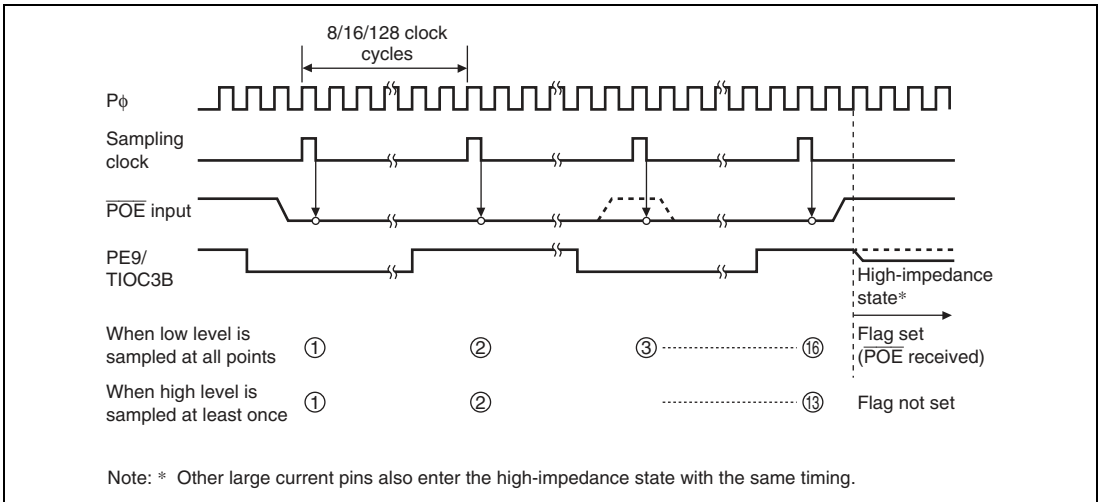 8/16/128 clock
cycles
Pϕ
Sampling
clock
POE input
PE9/
TIOC3B
High-impedance
state*
When low level is
sampled at all points
① ② ③ ⑯
Flag set
(POE received)
When high level is
sampled at least once
① ② ⑬
Flag not set
Note: * Other large current pins also enter the high-impedance state with the same timing.